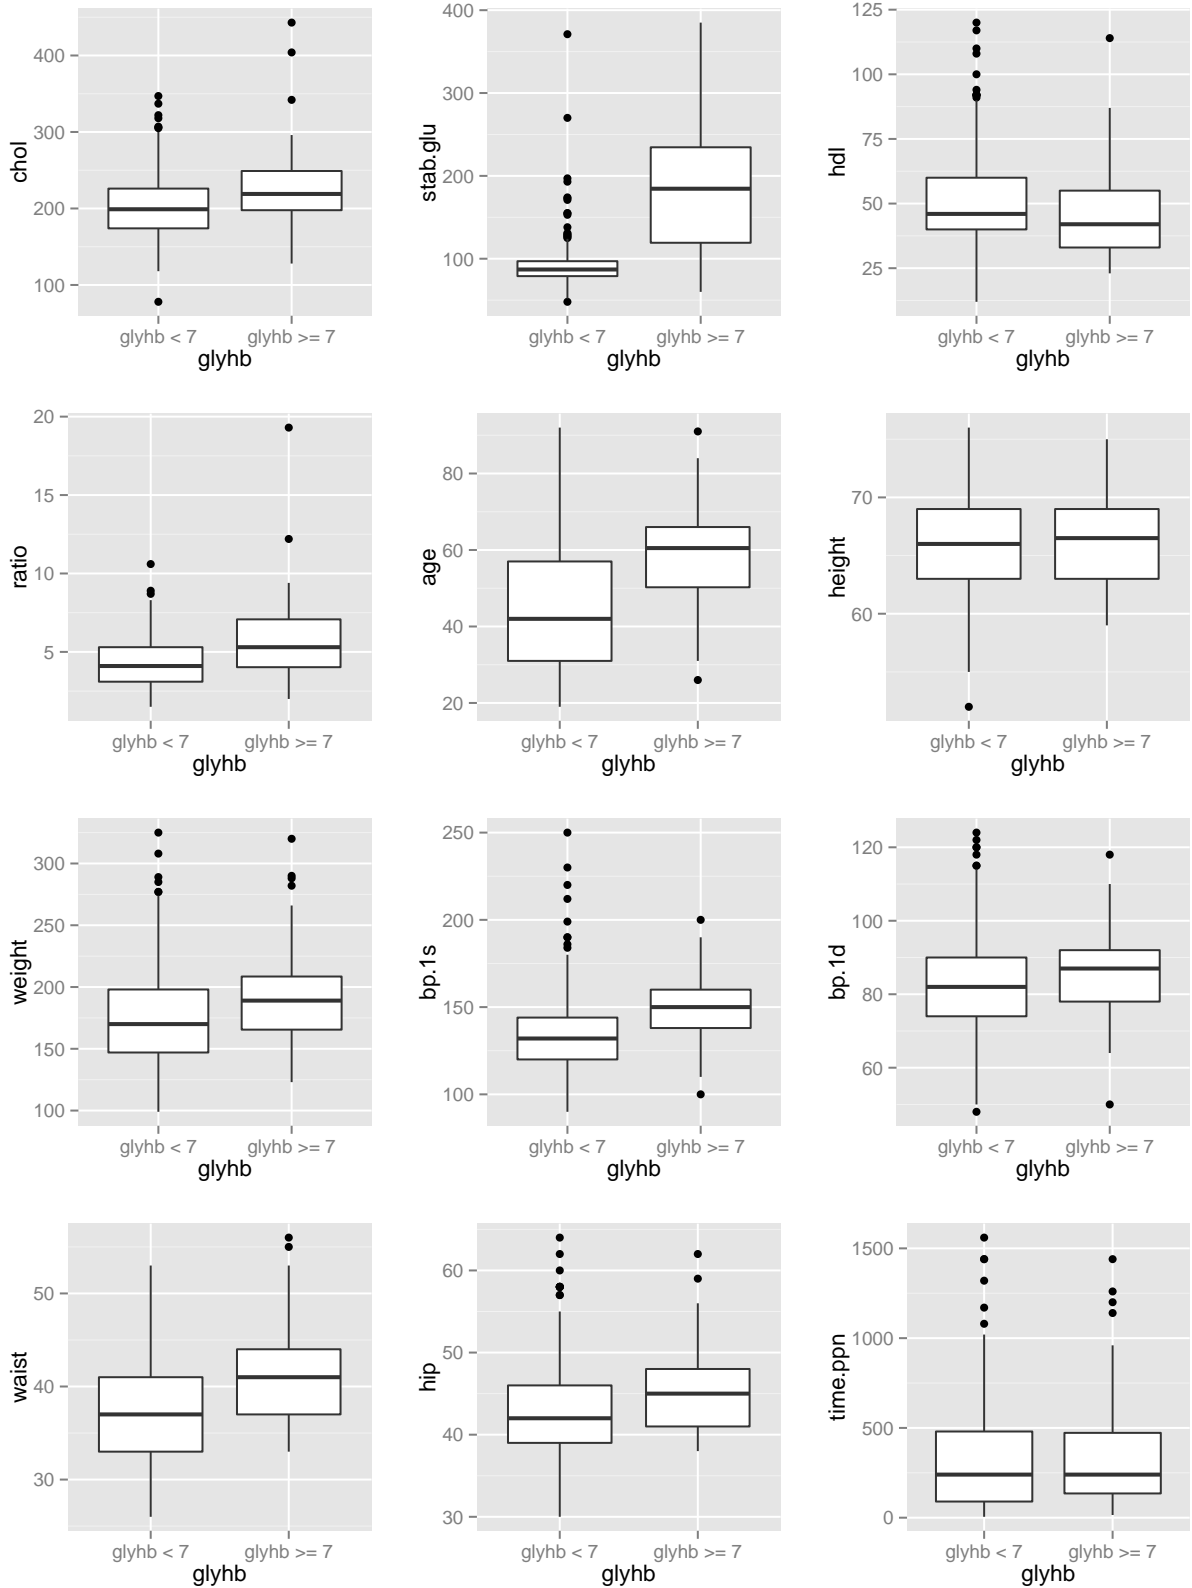 chol
400
300
200
100
glyhb < 7 glyhb >= 7
glyhb
stab.glu
400
300
200
100
glyhb < 7 glyhb >= 7
glyhb
hdl
125
100
75
50
25
glyhb < 7 glyhb >= 7
glyhb
ratio
20
15
10
5
glyhb < 7 glyhb >= 7
glyhb
age
80
60
40
20
glyhb < 7 glyhb >= 7
glyhb
height
70
60
glyhb < 7 glyhb >= 7
glyhb
weight
300
250
200
150
100
glyhb < 7 glyhb >= 7
glyhb
bp.1s
250
200
150
100
glyhb < 7 glyhb >= 7
glyhb
bp.1d
120
100
80
60
glyhb < 7 glyhb >= 7
glyhb
waist
50
40
30
glyhb < 7 glyhb >= 7
glyhb
hip
60
50
40
30
glyhb < 7 glyhb >= 7
glyhb
time.ppn
1500
1000
500
0
glyhb < 7 glyhb >= 7
glyhb